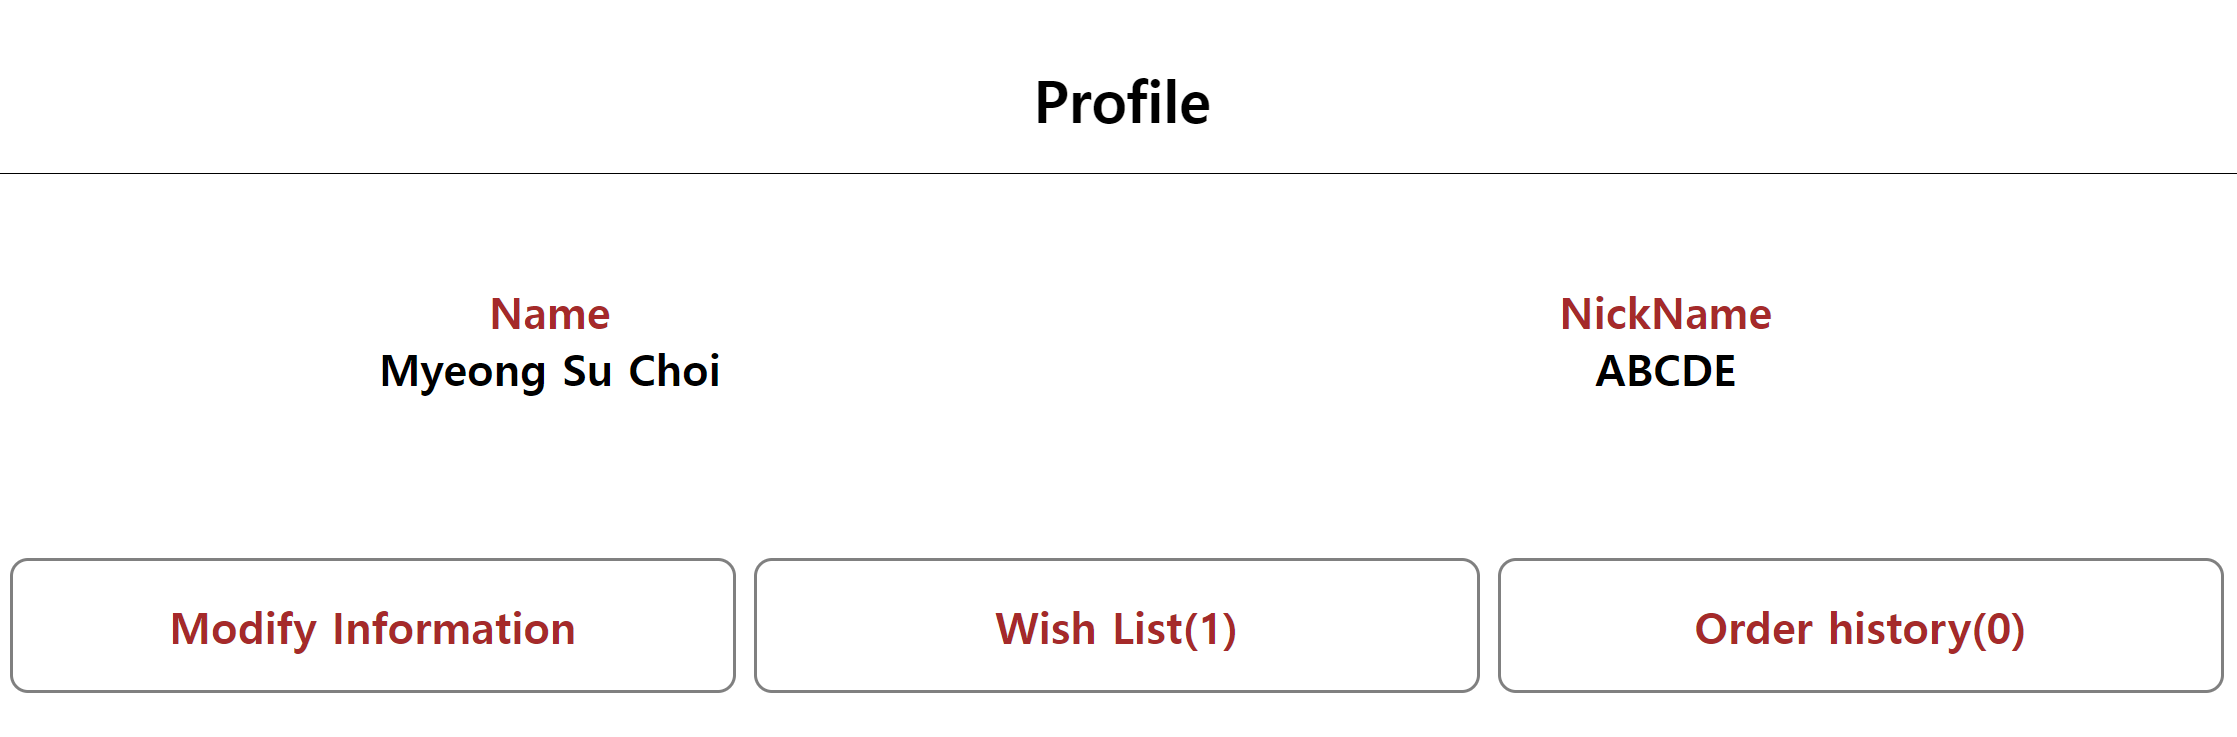 Profile
Name
Myeong Su Choi
NickName
ABCDE
Modify Information
Wish List(1)
Order history(0)